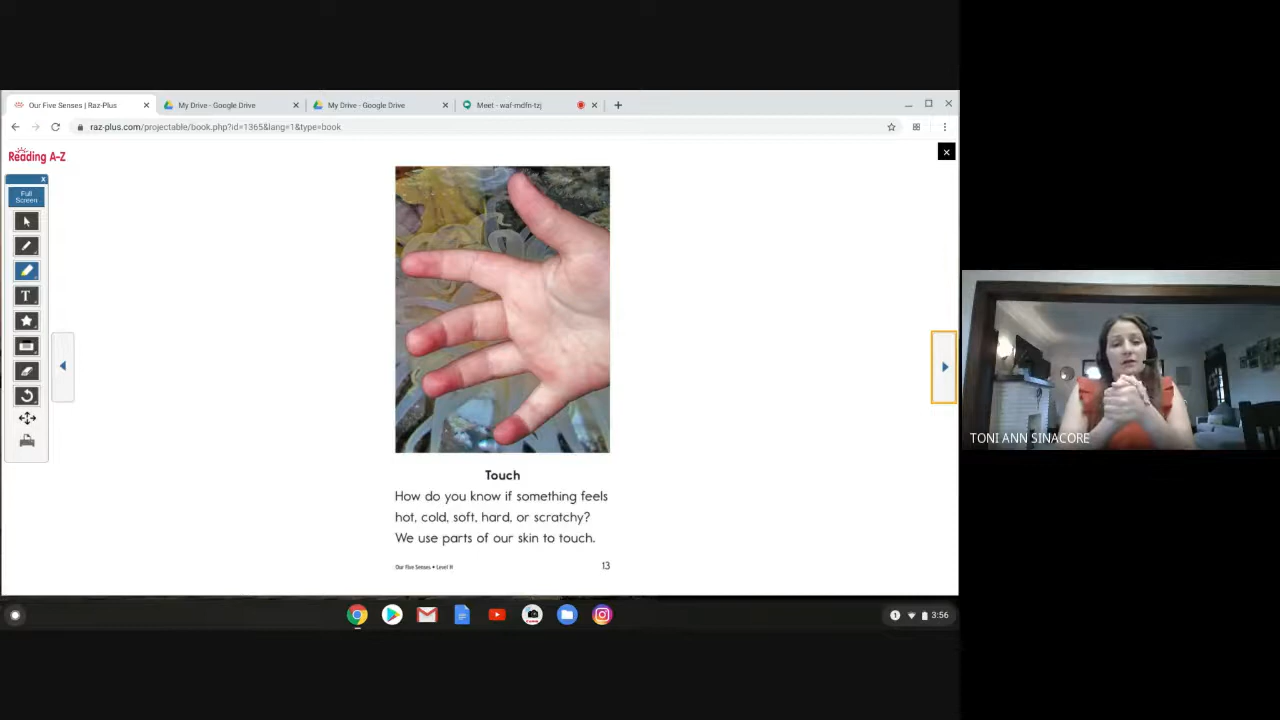 Our Five Senses | Raz-Plus
My Drive - Google Drive
My Drive - Google Drive
Meet - waf-mdfn-tzj
raz-plus.com/projectable/book.php?id=1365&lang=1&type=book
Reading A-Z
x
Full
Screen
T
Touch
How do you know if something feels
hot, cold, soft, hard, or scratchy?
We use parts of our skin to touch.
Our Five Senses • Level H
13
TONI ANN SINACORE
1
3:56